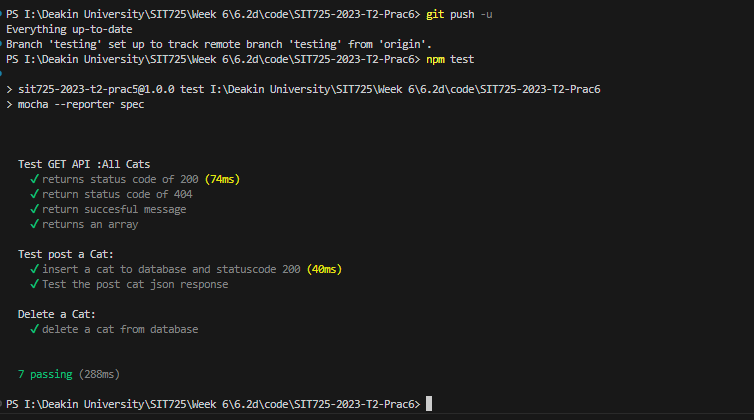 PS I:\Deakin University\SIT725\Week 6\6.2d\code\SIT725-2023-T2-Prac6> git push -u
Everything up-to-date
Branch 'testing' set up to track remote branch 'testing' from 'origin'.
PS I:\Deakin University\SIT725\Week 6\6.2d\code\SIT725-2023-T2-Prac6> npm test
> sit725-2023-t2-prac5@1.0.0 test I:\Deakin University\SIT725\Week 6\6.2d\code\SIT725-2023-T2-Prac6
> mocha --reporter spec
Test GET API :All Cats
✓ returns status code of 200 (74ms)
✓ return status code of 404
✓ return succesful message
✓ returns an array
Test post a Cat:
✓ insert a cat to database and statuscode 200 (40ms)
✓ Test the post cat json response
Delete a Cat:
✓ delete a cat from database
7 passing (288ms)
PS I:\Deakin University\SIT725\Week 6\6.2d\code\SIT725-2023-T2-Prac6>